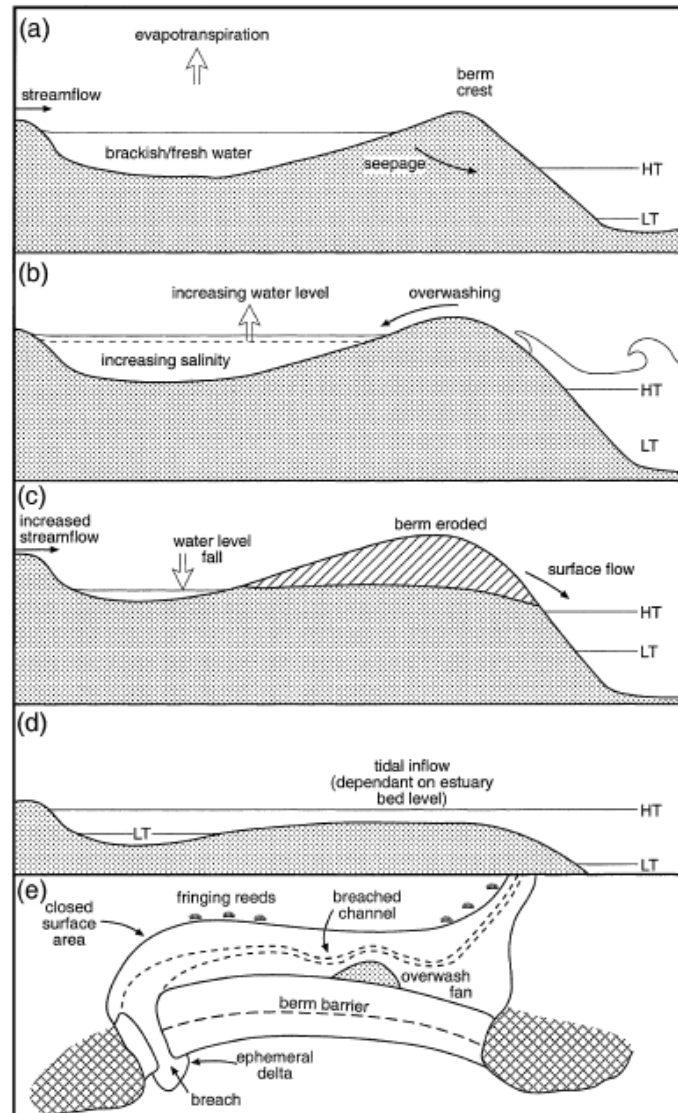 (a)
evapotranspiration
streamflow
berm
crest
brackish/fresh water
seepage
HT
LT
(b)
increasing water level
overwashing
increasing salinity
HT
LT
(c)
increased
streamflow
water level
fall
berm eroded
surface flow
HT
LT
(d)
tidal inflow
(dependant on estuary
bed level)
HT
LT
LT
(e)
closed
surface
area
fringing reeds
breached
channel
overwash
fan
berm barrier
ephemeral
delta
breach